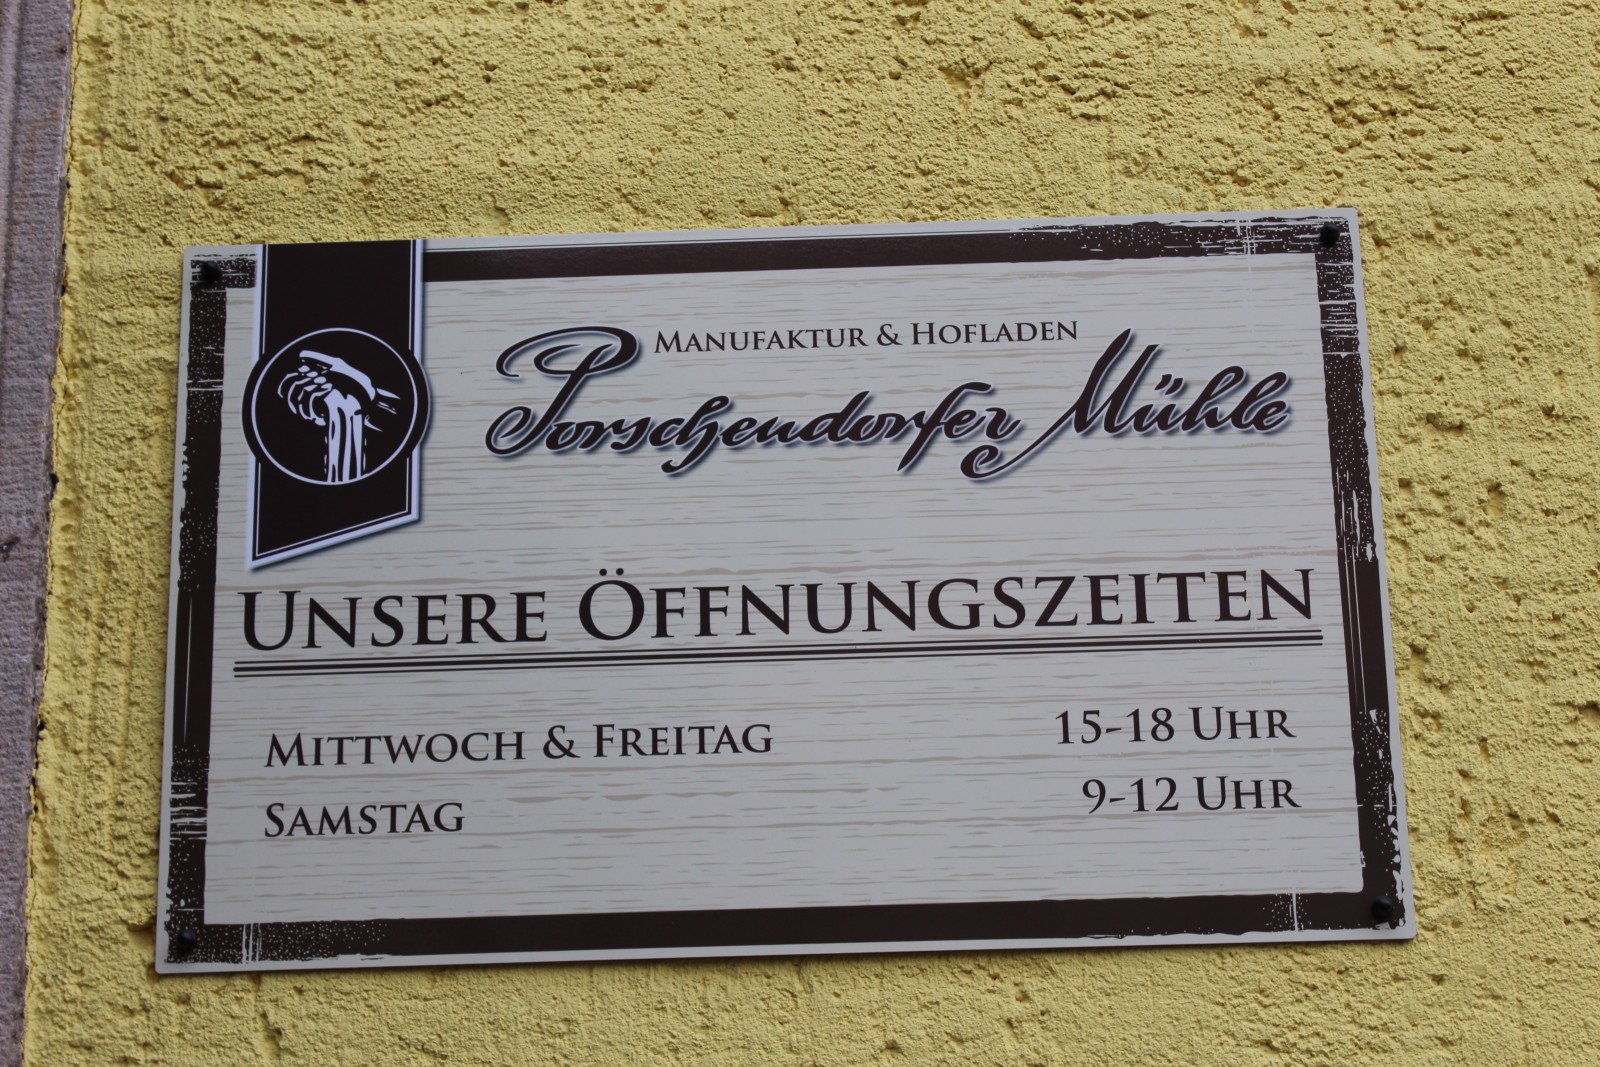 Manufaktur & Hofladen
Porschendorfer Mühle
Unsere Öffnungszeiten
Mittwoch & Freitag 15-18 Uhr
Samstag 9-12 Uhr